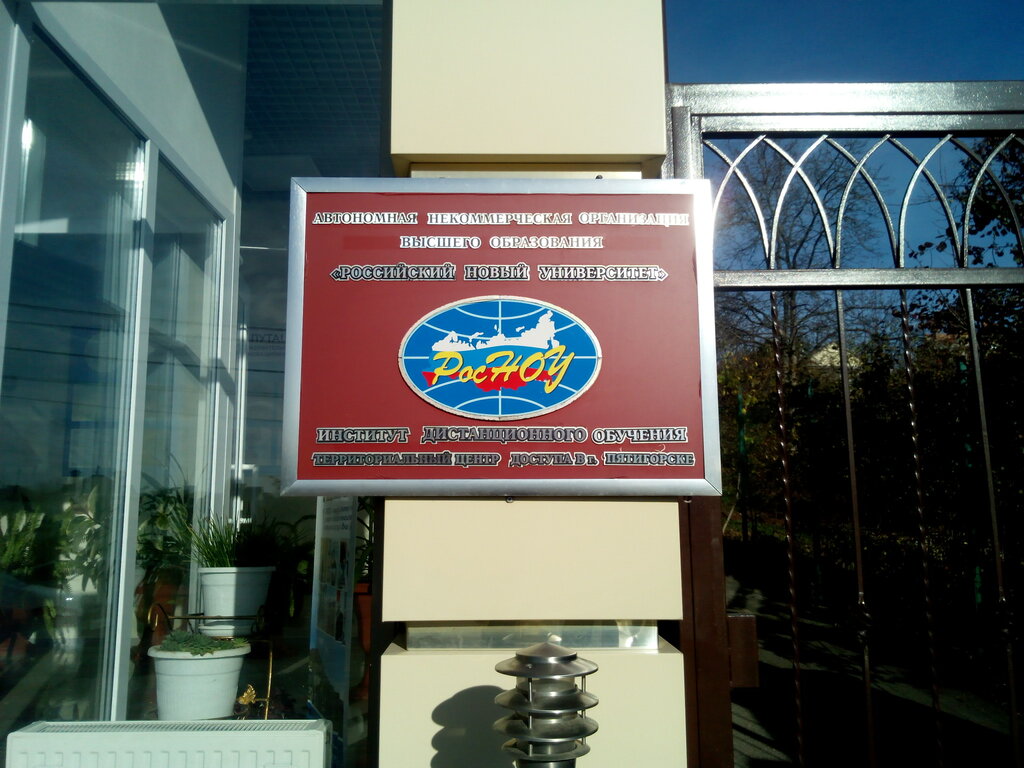 АВТОНОМНАЯ НЕКОММЕРЧЕСКАЯ ОРГАНИЗАЦИЯ
ВЫСШЕГО ОБРАЗОВАНИЯ
«РОССИЙСКИЙ НОВЫЙ УНИВЕРСИТЕТ»
РосНОУ
ИНСТИТУТ ДИСТАНЦИОННОГО ОБУЧЕНИЯ
ТЕРРИТОРИАЛЬНЫЙ ЦЕНТР ДОСТУПА В г. ПЯТИГОРСКЕ